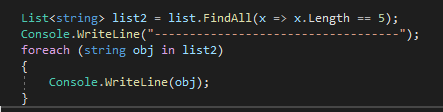 List<string> list2 = list.FindAll(x => x.Length == 5);
Console.WriteLine("-----------------------------------");
foreach (string obj in list2)
{
    Console.WriteLine(obj);
}